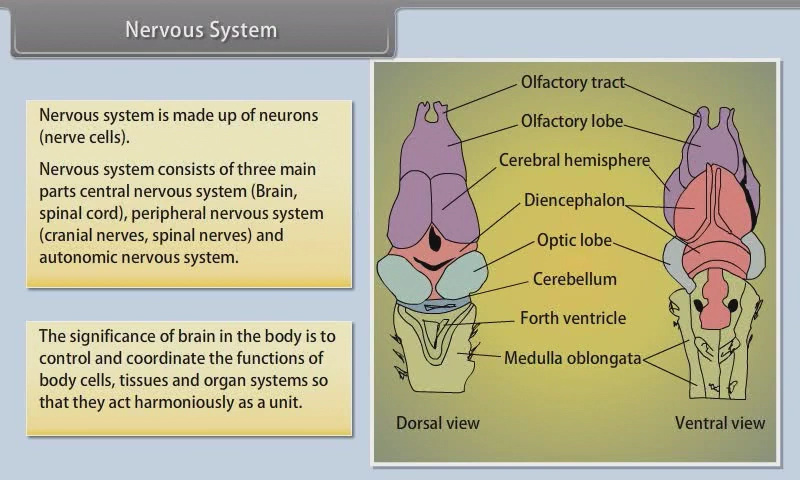 Nervous System
Nervous system is made up of neurons
(nerve cells).
Nervous system consists of three main
parts central nervous system (Brain,
spinal cord), peripheral nervous system
(cranial nerves, spinal nerves) and
autonomic nervous system.
The significance of brain in the body is to
control and coordinate the functions of
body cells, tissues and organ systems so
that they act harmoniously as a unit.
Olfactory tract
Olfactory lobe
Cerebral hemisphere
Diencephalon
Optic lobe
Cerebellum
Forth ventricle
Medulla oblongata
Dorsal view
Ventral view